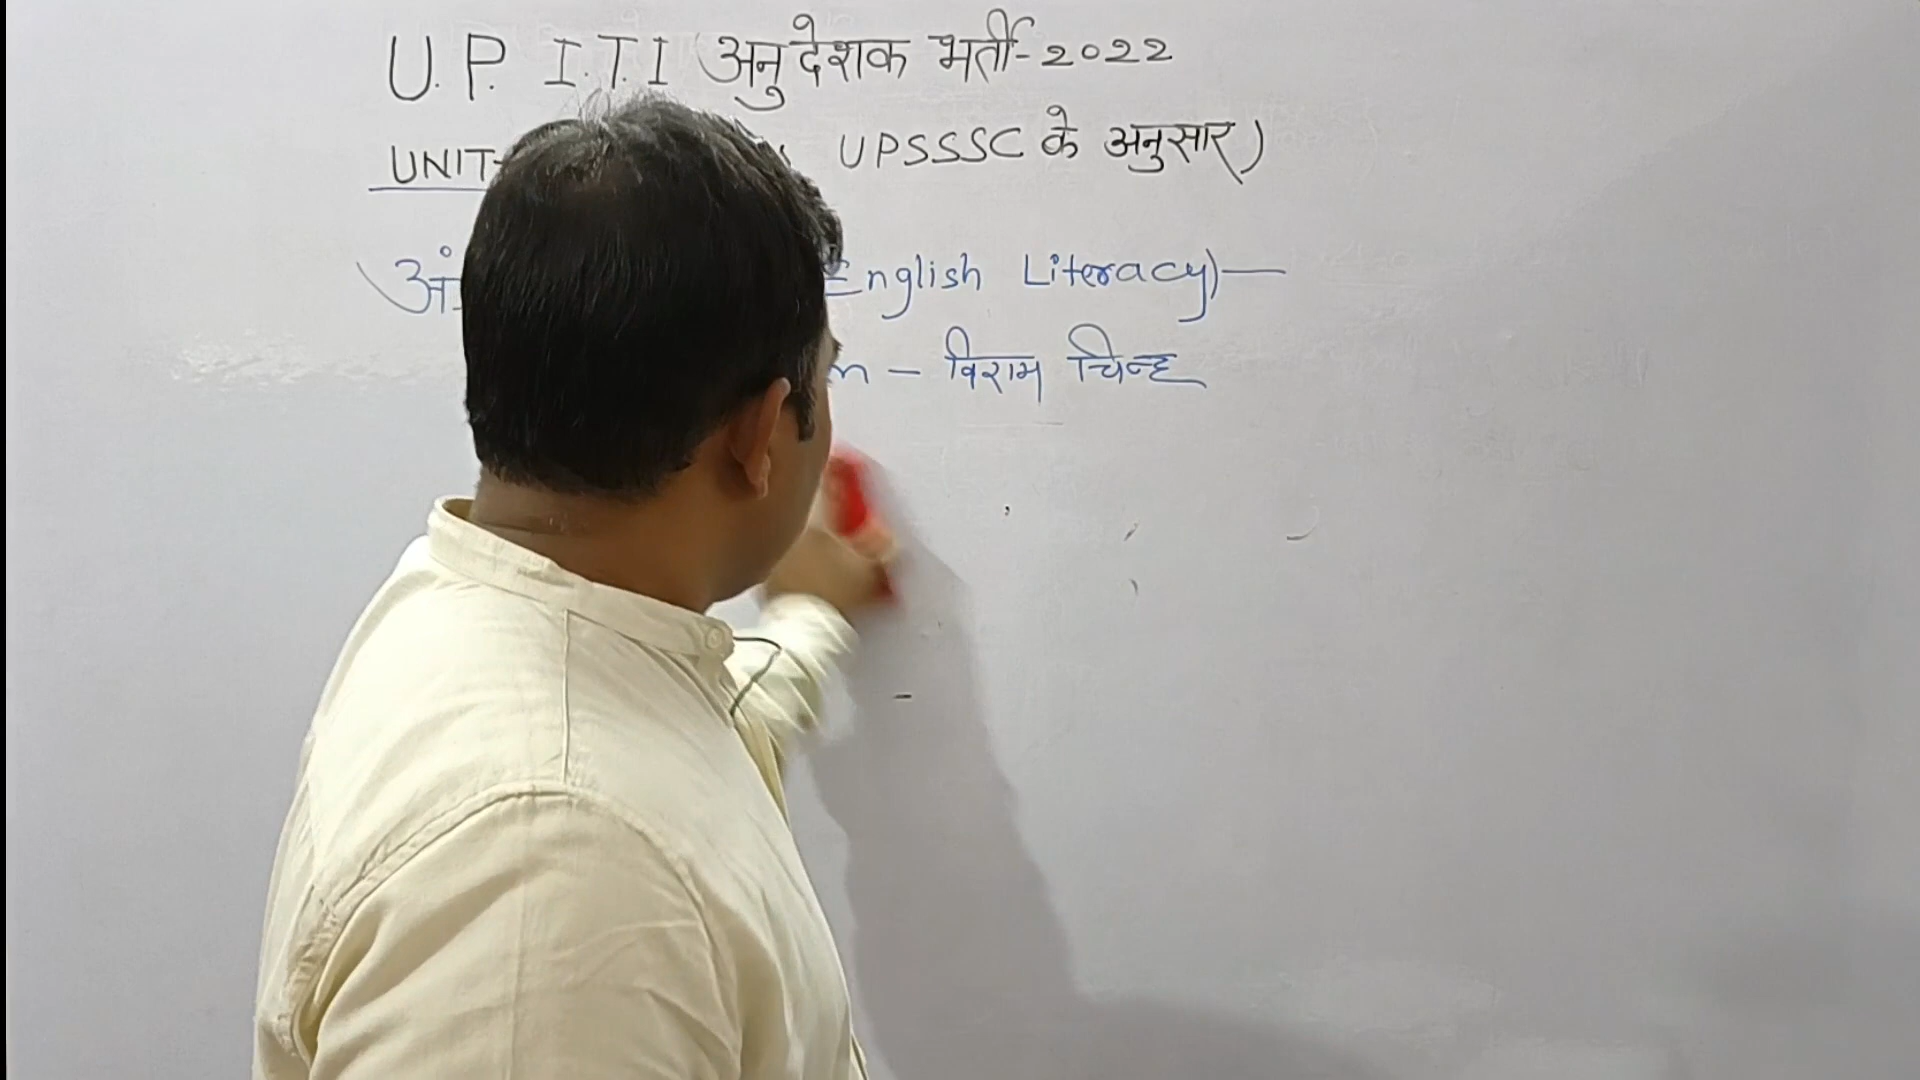 U.P. I.T.I अनुदेशक भर्ती-2022
UNIT- UPSSSC के अनुसार)
English Literacy)—
— विराम चिन्ह